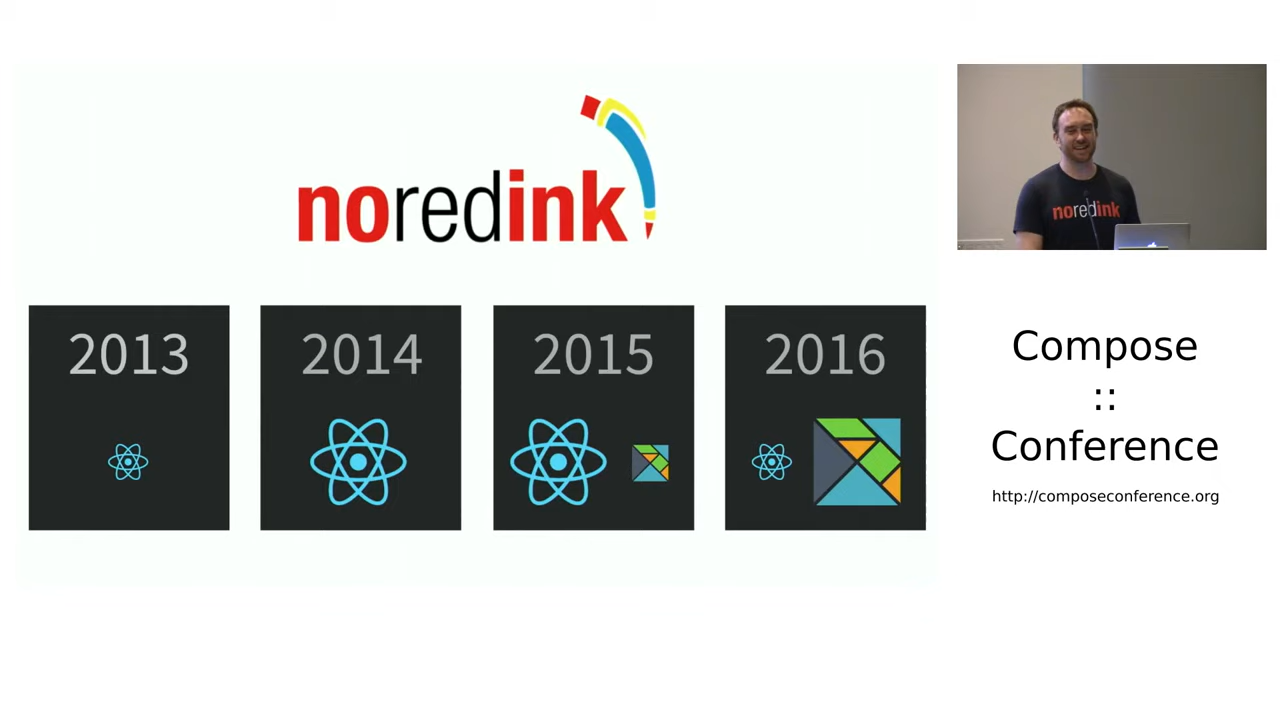 noredink
2013
2014
2015
2016
noredink
Compose
::
Conference
http://composeconference.org